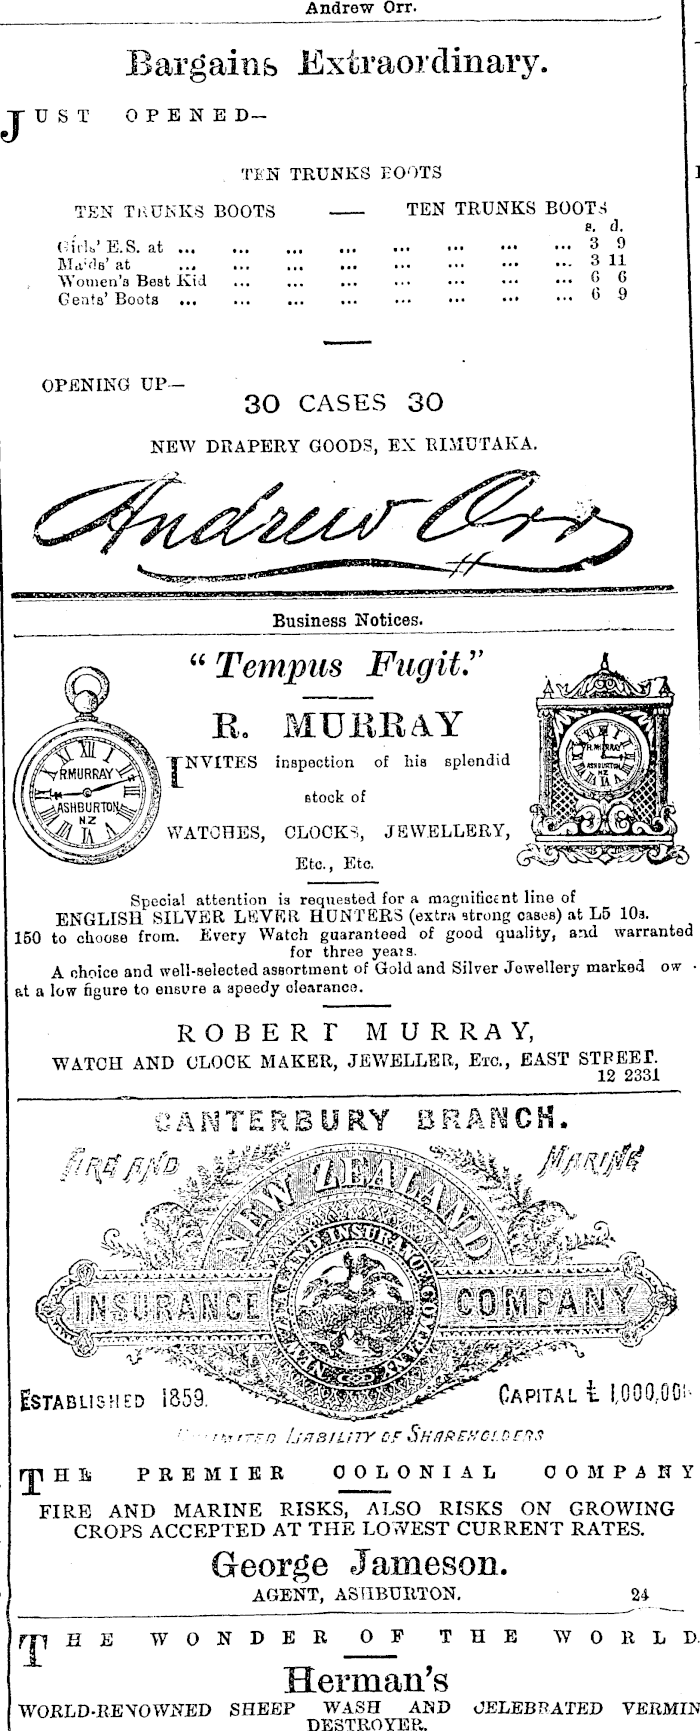 Andrew Orr.
Bargains Extraordinary.
JUST OPENED—
TEN TRUNKS BOOTS
TEN TRUNKS BOOTS — TEN TRUNKS BOOTS
s. d.
Girls' E.S. at ... ... ... ... ... ... ... ... 3 9
Maids' at ... ... ... ... ... ... ... ... 3 11
Women's Best Kid ... ... ... ... ... ... ... 6 6
Gents' Boots ... ... ... ... ... ... ... ... 6 9
OPENING UP—
30 CASES 30
NEW DRAPERY GOODS, EX RIMUTAKA.
Andrew Orr
Business Notices.
"Tempus Fugit."
R. MURRAY
INVITES inspection of his splendid
stock of
WATCHES, CLOCKS, JEWELLERY,
Etc., Etc.
R MURRAY
ASHBURTON
NZ
R. MURRAY
ASHBURTON
NZ
Special attention is requested for a magnificent line of
ENGLISH SILVER LEVER HUNTERS (extra strong cases) at L5 10s.
150 to choose from. Every Watch guaranteed of good quality, and warranted
for three years.
A choice and well-selected assortment of Gold and Silver Jewellery marked ow
at a low figure to ensure a speedy clearance.
ROBERT MURRAY,
WATCH AND CLOCK MAKER, JEWELLER, ETC., EAST STREET.
12 2331
CANTERBURY BRANCH.
FIRE AND MARINE
NEW ZEALAND
INSURANCE COMPANY
ESTABLISHED 1859.
CAPITAL £1,000,00
UNLIMITED LIABILITY OF SHAREHOLDERS
THE PREMIER COLONIAL COMPANY
FIRE AND MARINE RISKS, ALSO RISKS ON GROWING
CROPS ACCEPTED AT THE LOWEST CURRENT RATES.
George Jameson.
AGENT, ASHBURTON. 24
THE WONDER OF THE WORLD
Herman's
WORLD-RENOWNED SHEEP WASH AND CELEBRATED VERMIN
DESTROYER.